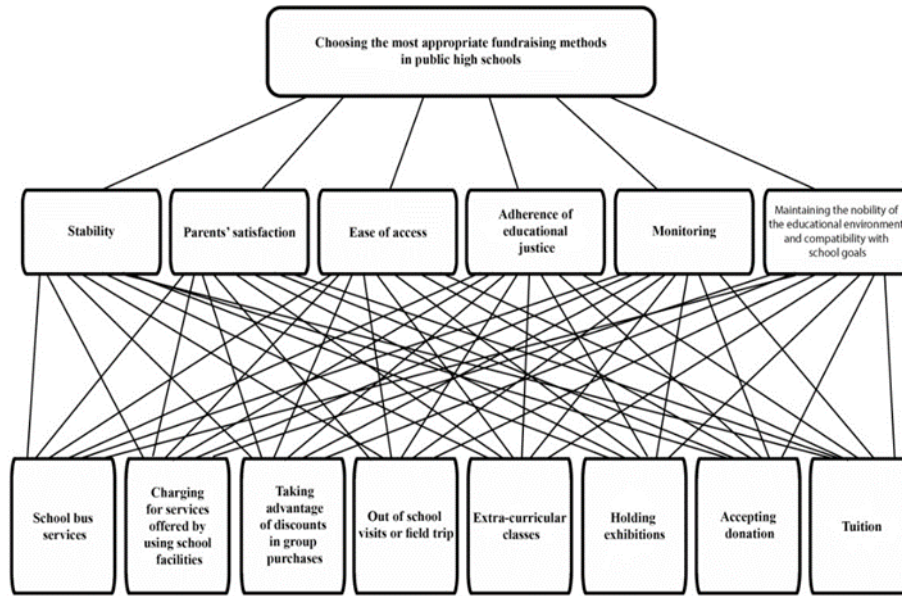 Choosing the most appropriate fundraising methods
in public high schools
Stability
Parents' satisfaction
Ease of access
Adherence of
educational
justice
Monitoring
Maintaining the nobility of
the educational environment
and compatibility with
school goals
School bus
services
Charging
for services
offered by
using school
facilities
Taking
advantage
of discounts
in group
purchases
Out of school
visits or field trip
Extra-curricular
classes
Holding
exhibitions
Accepting
donation
Tuition